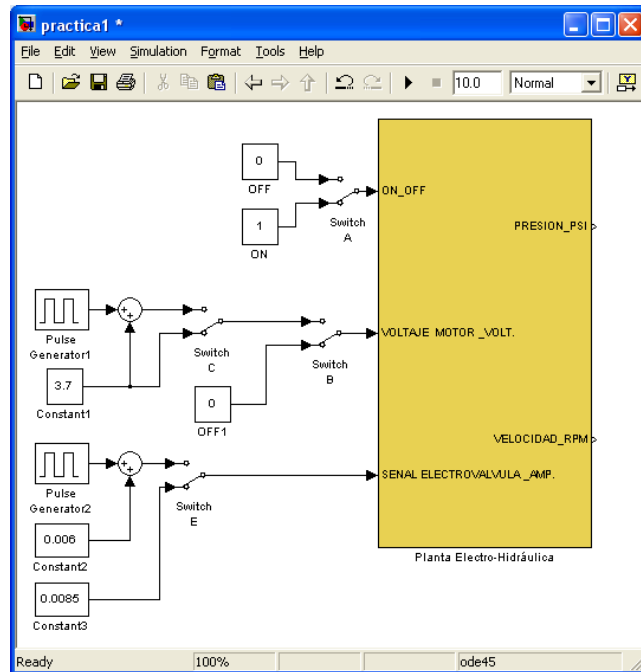 practica1 *
File Edit View Simulation Format Tools Help
10.0 Normal
0
OFF
1
ON
Switch
A
ON_OFF
PRESION_PSI
Pulse
Generator1
3.7
Constant1
Switch
C
0
OFF1
Switch
B
VOLTAJE MOTOR _VOLT.
VELOCIDAD_RPM
Pulse
Generator2
0.006
Constant2
0.0085
Constant3
Switch
E
SENAL ELECTROVALVULA _AMP.
Planta Electro-Hidráulica
Ready 100% ode45